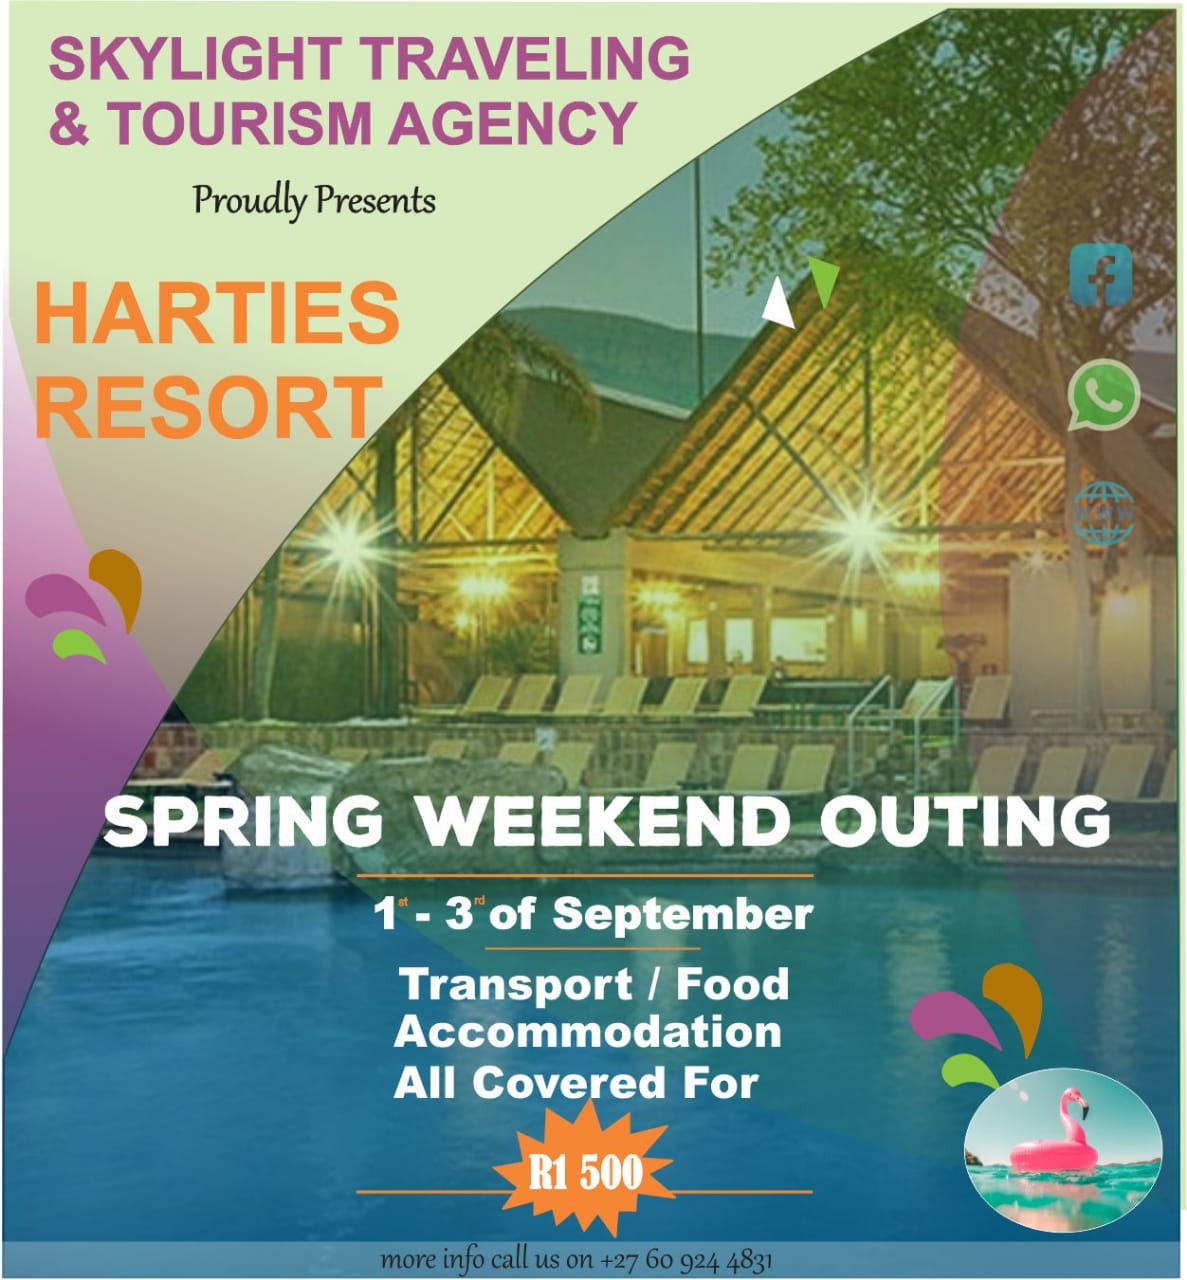 SKYLIGHT TRAVELING
& TOURISM AGENCY
Proudly Presents
HARTIES
RESORT
WWW
SPRING WEEKEND OUTING
1st - 3rd of September
Transport / Food
Accommodation
All Covered For
R1 500
more info call us on +27 60 924 4831